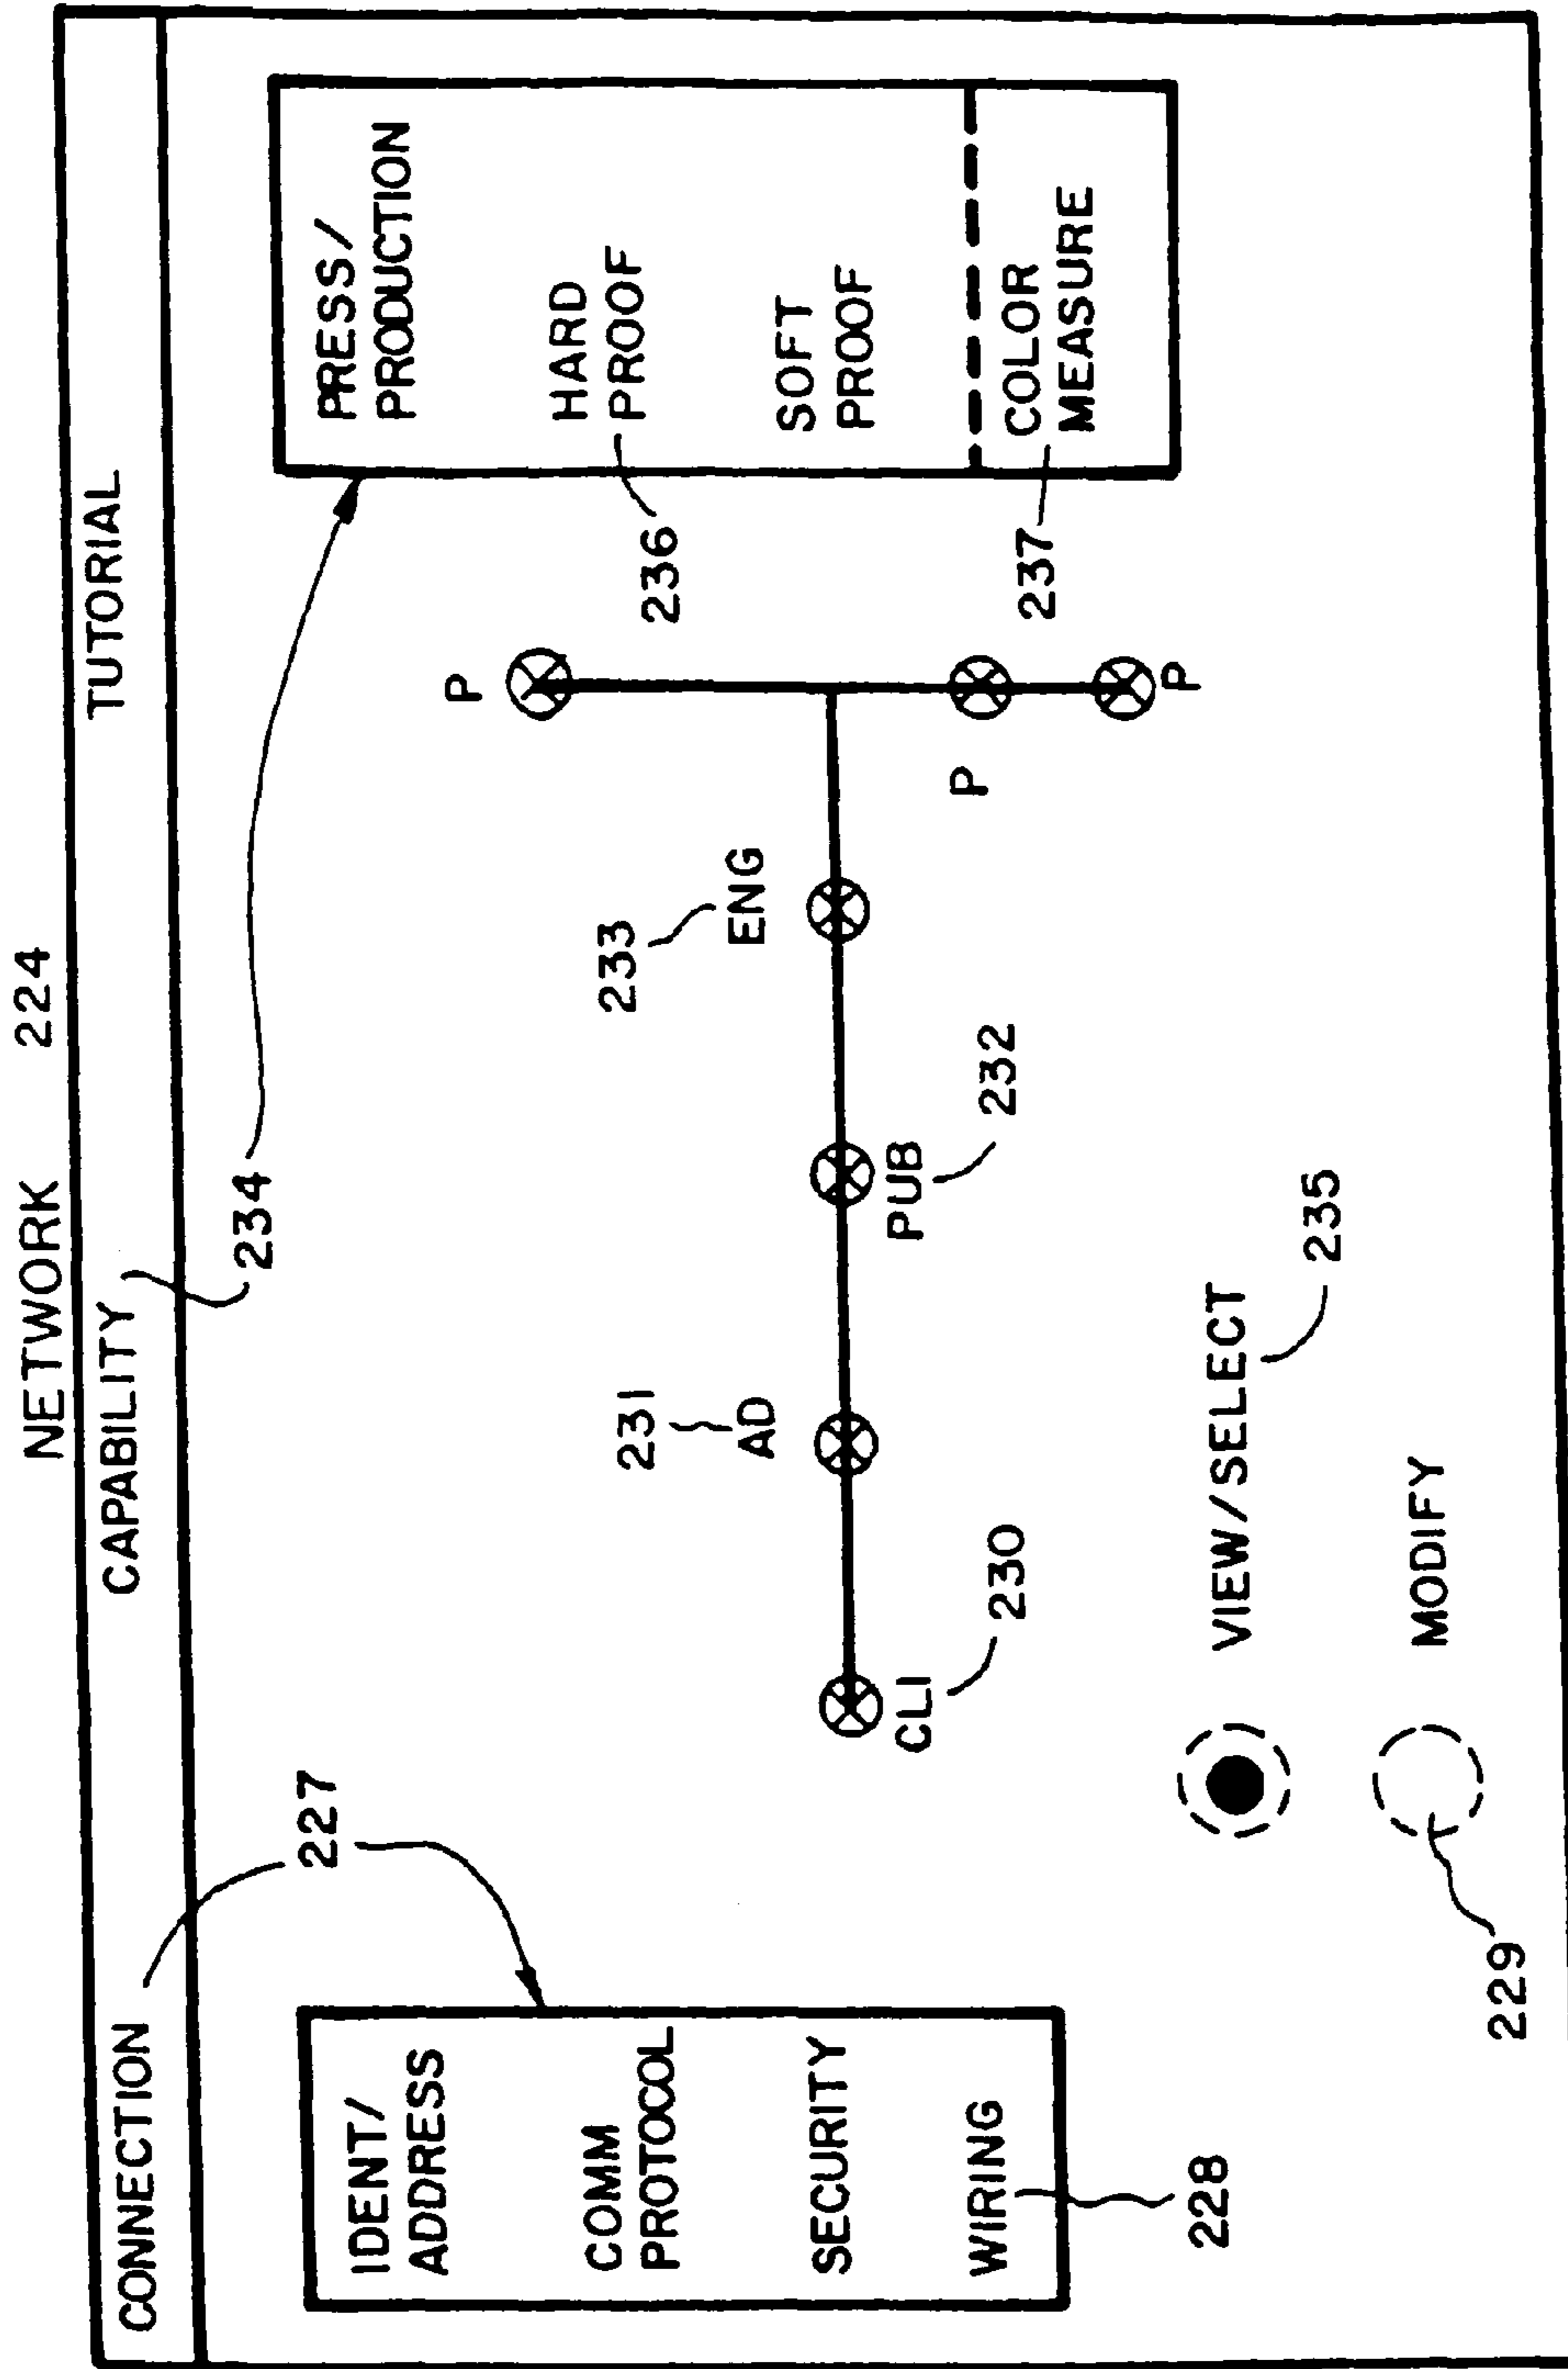 NETWORK 224
CONNECTION CAPABILITY TUTORIAL
227
234
IDENT/
ADDRESS
COMM
PROTOCOL
SECURITY
WIRING
228
CLI
230
231
AD
PUB
232
233
ENG
P
P
P
PRESS/
PRODUCTION
HARD
PROOF
236
SOFT
PROOF
COLOR
MEASURE
237
VIEW/SELECT
235
MODIFY
229